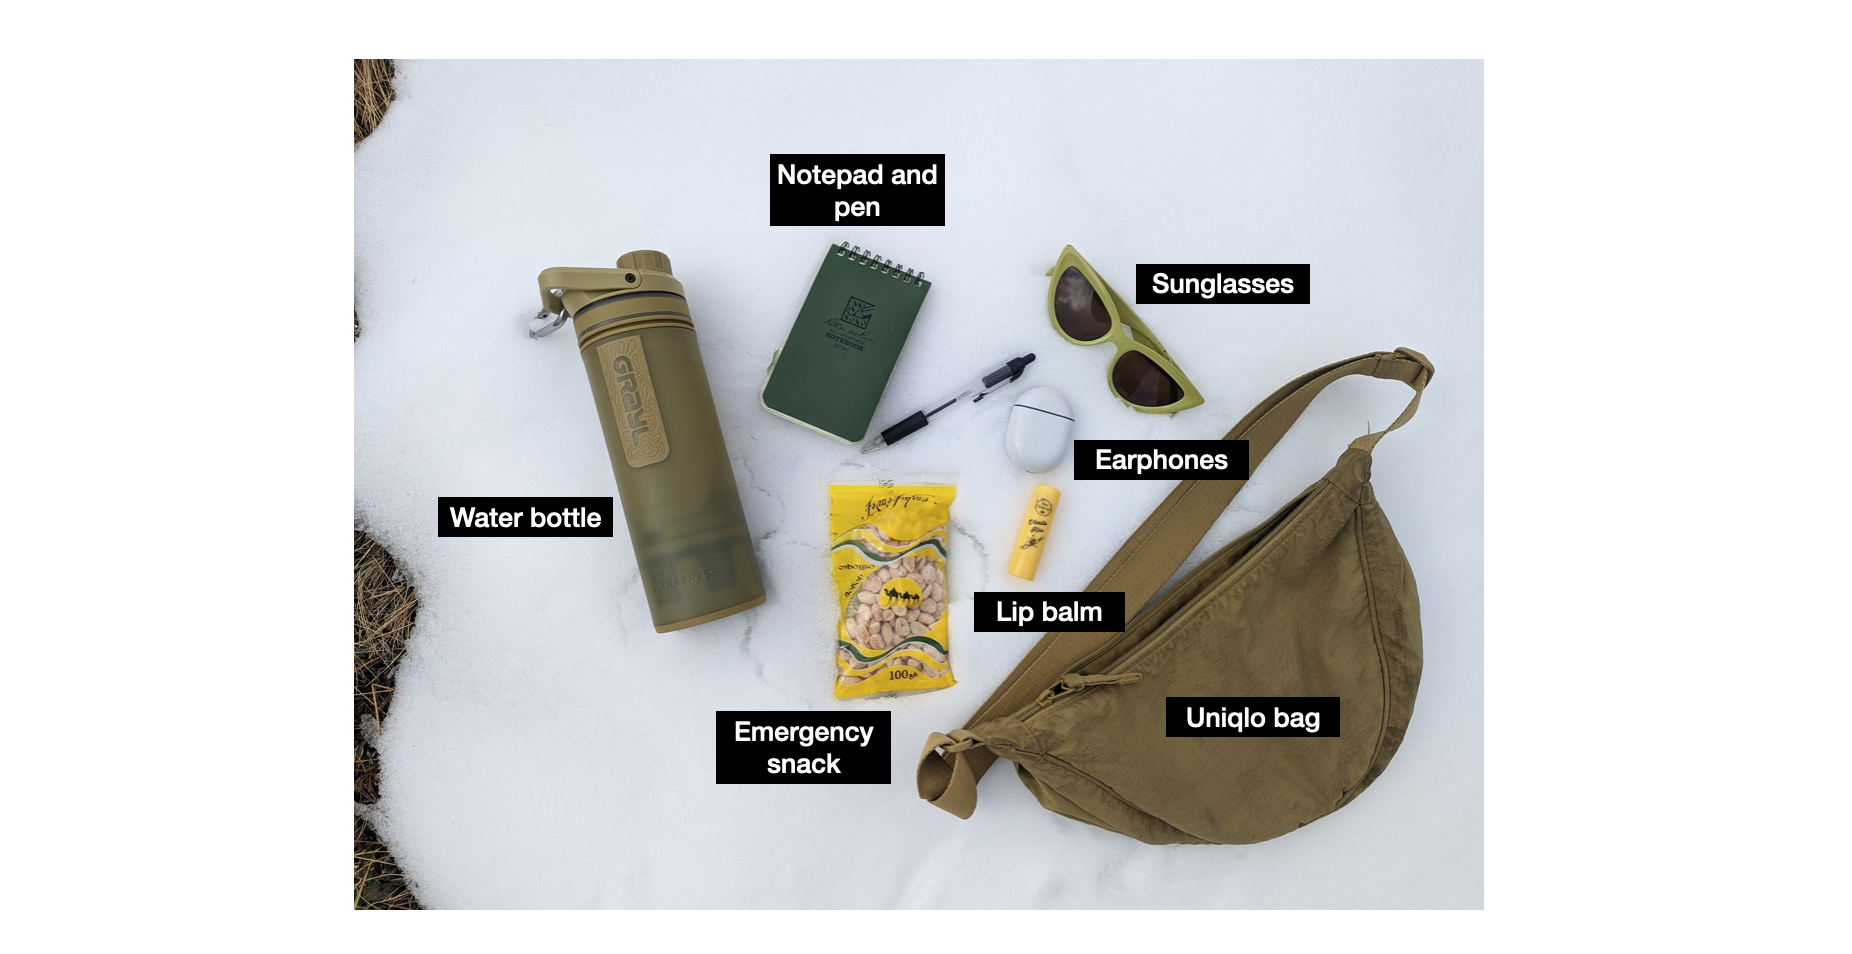 Notepad and
pen
Sunglasses
NOTEBOOK
GRAYL
Earphones
Water bottle
Lip balm
100
Uniqlo bag
Emergency
snack